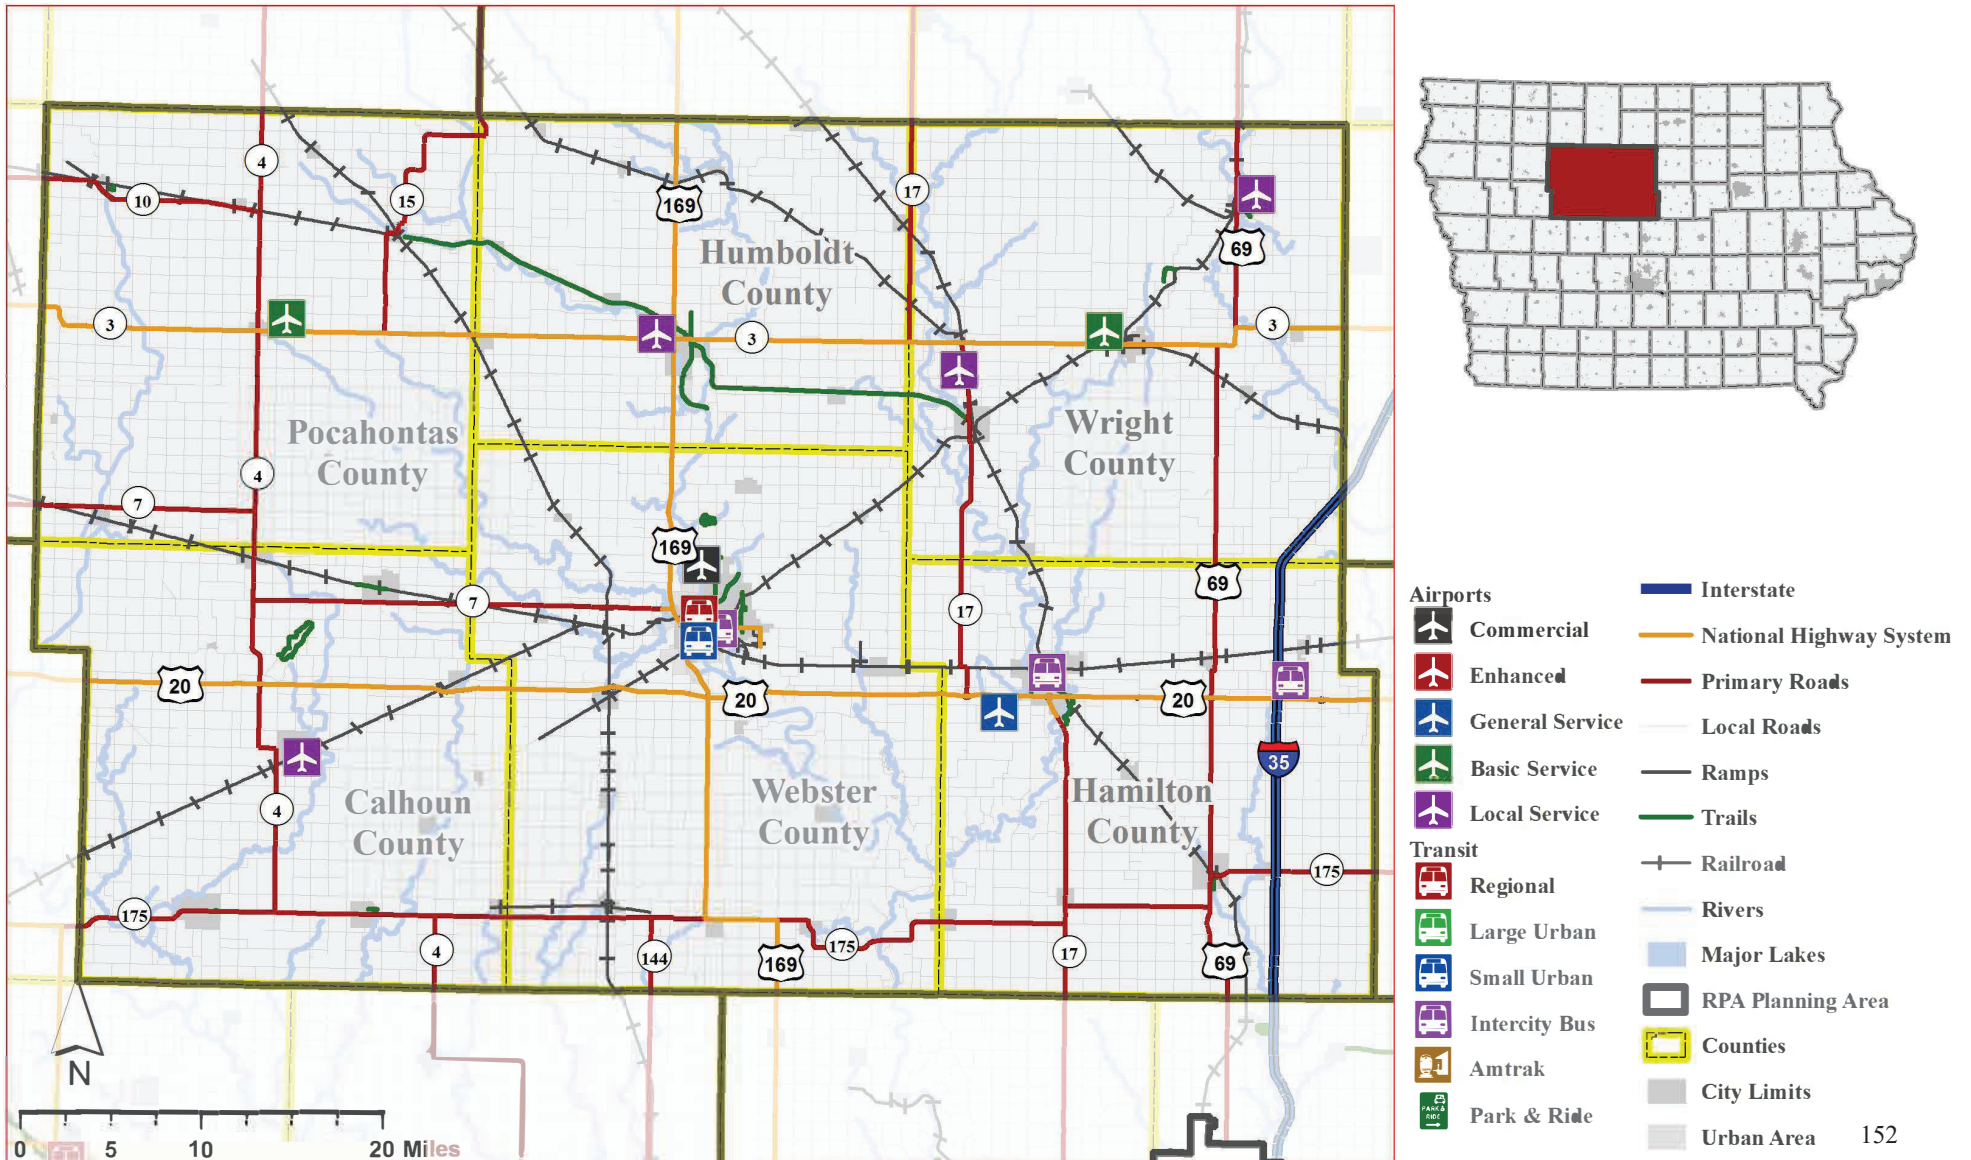 4
10
15
169
17
69
Humboldt
County
3
3
3
Pocahontas
County
Wright
County
4
7
169
7
69
17
20
20
20
35
4
Calhoun
County
Webster
County
Hamilton
County
175
175
175
4
144
169
17
69
N
0
5
10
20 Miles
Airports
Commercial
Enhanced
General Service
Basic Service
Local Service
Transit
Regional
Large Urban
Small Urban
Intercity Bus
Amtrak
PARK &
RIDE
Park & Ride
Interstate
National Highway System
Primary Roads
Local Roads
Ramps
Trails
Railroad
Rivers
Major Lakes
RPA Planning Area
Counties
City Limits
Urban Area
152